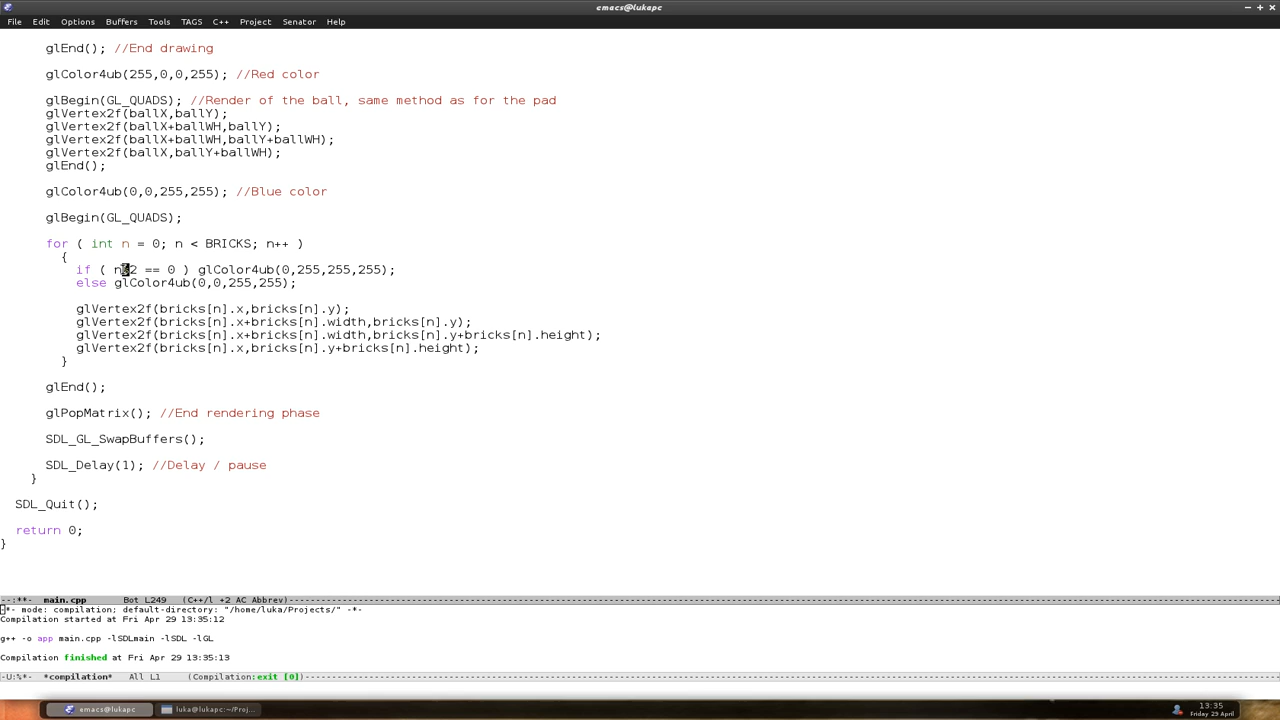 emacs@lukapc
File Edit Options Buffers Tools TAGS C++ Project Senator Help
glEnd(); //End drawing
glColor4ub(255,0,0,255); //Red color
glBegin(GL_QUADS); //Render of the ball, same method as for the pad
glVertex2f(ballX,ballY);
glVertex2f(ballX+ballWH,ballY);
glVertex2f(ballX+ballWH,ballY+ballWH);
glVertex2f(ballX,ballY+ballWH);
glEnd();
glColor4ub(0,0,255,255); //Blue color
glBegin(GL_QUADS);
for ( int n = 0; n < BRICKS; n++ )
{
if ( n%2 == 0 ) glColor4ub(0,255,255,255);
else glColor4ub(0,0,255,255);
glVertex2f(bricks[n].x,bricks[n].y);
glVertex2f(bricks[n].x+bricks[n].width,bricks[n].y);
glVertex2f(bricks[n].x+bricks[n].width,bricks[n].y+bricks[n].height);
glVertex2f(bricks[n].x,bricks[n].y+bricks[n].height);
}
glEnd();
glPopMatrix(); //End rendering phase
SDL_GL_SwapBuffers();
SDL_Delay(1); //Delay / pause
}
SDL_Quit();
return 0;
}
--:**- main.cpp Bot L249 (C++/l +2 AC Abbrev)
-*- mode: compilation; default-directory: "/home/luka/Projects/" -*-
Compilation started at Fri Apr 29 13:35:12
g++ -o app main.cpp -lSDLmain -lSDL -lGL
Compilation finished at Fri Apr 29 13:35:13
-U:%*- *compilation* All L1 (Compilation:exit [0])
emacs@lukapc luka@lukapc:~/Proj... 13:35
Friday 29 April